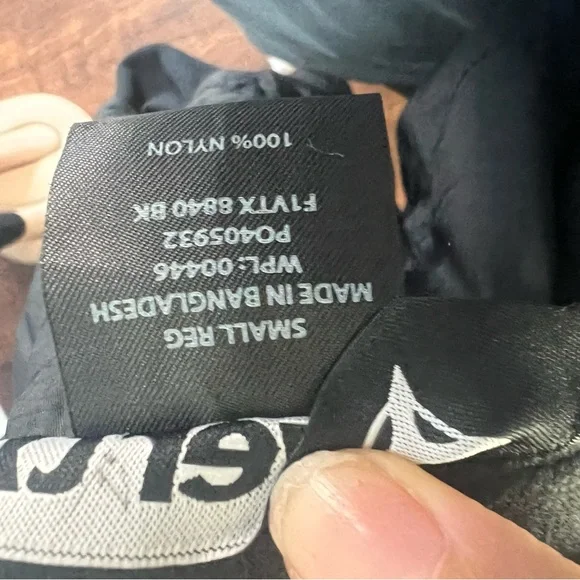 SMALL REG
MADE IN BANGLADESH
WPL: 00446
PO405932
F1VTX 8840 BK
100% NYLON